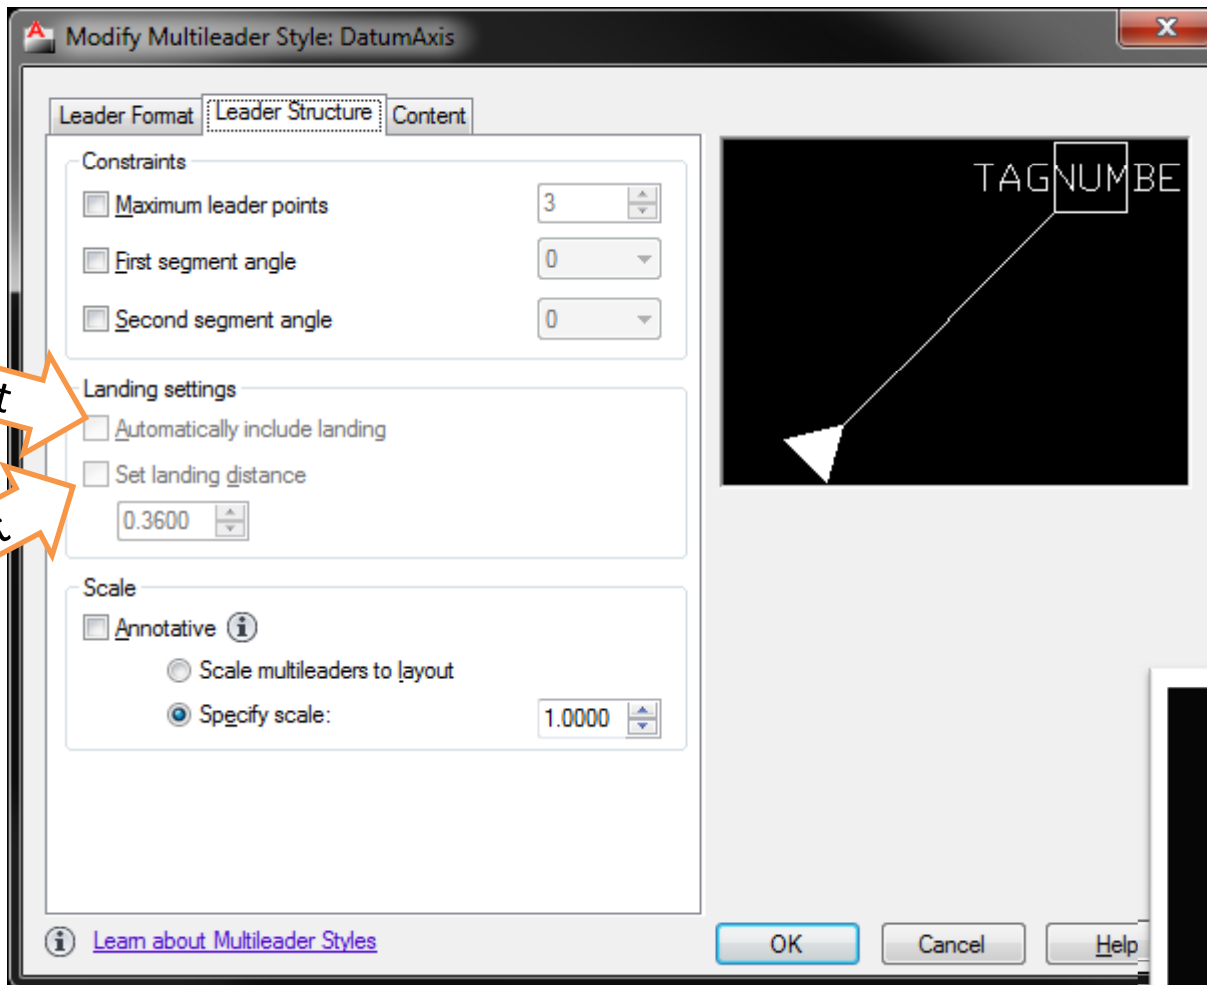 Modify Multileader Style: DatumAxis
x
Leader Format Leader Structure Content
Constraints
Maximum leader points 3
First segment angle 0
Second segment angle 0
Landing settings
Automatically include landing
Set landing distance
0.3600
Scale
Annotative
Scale multileaders to layout
Specify scale: 1.0000
TAGNUMBE
Learn about Multileader Styles
OK Cancel Help